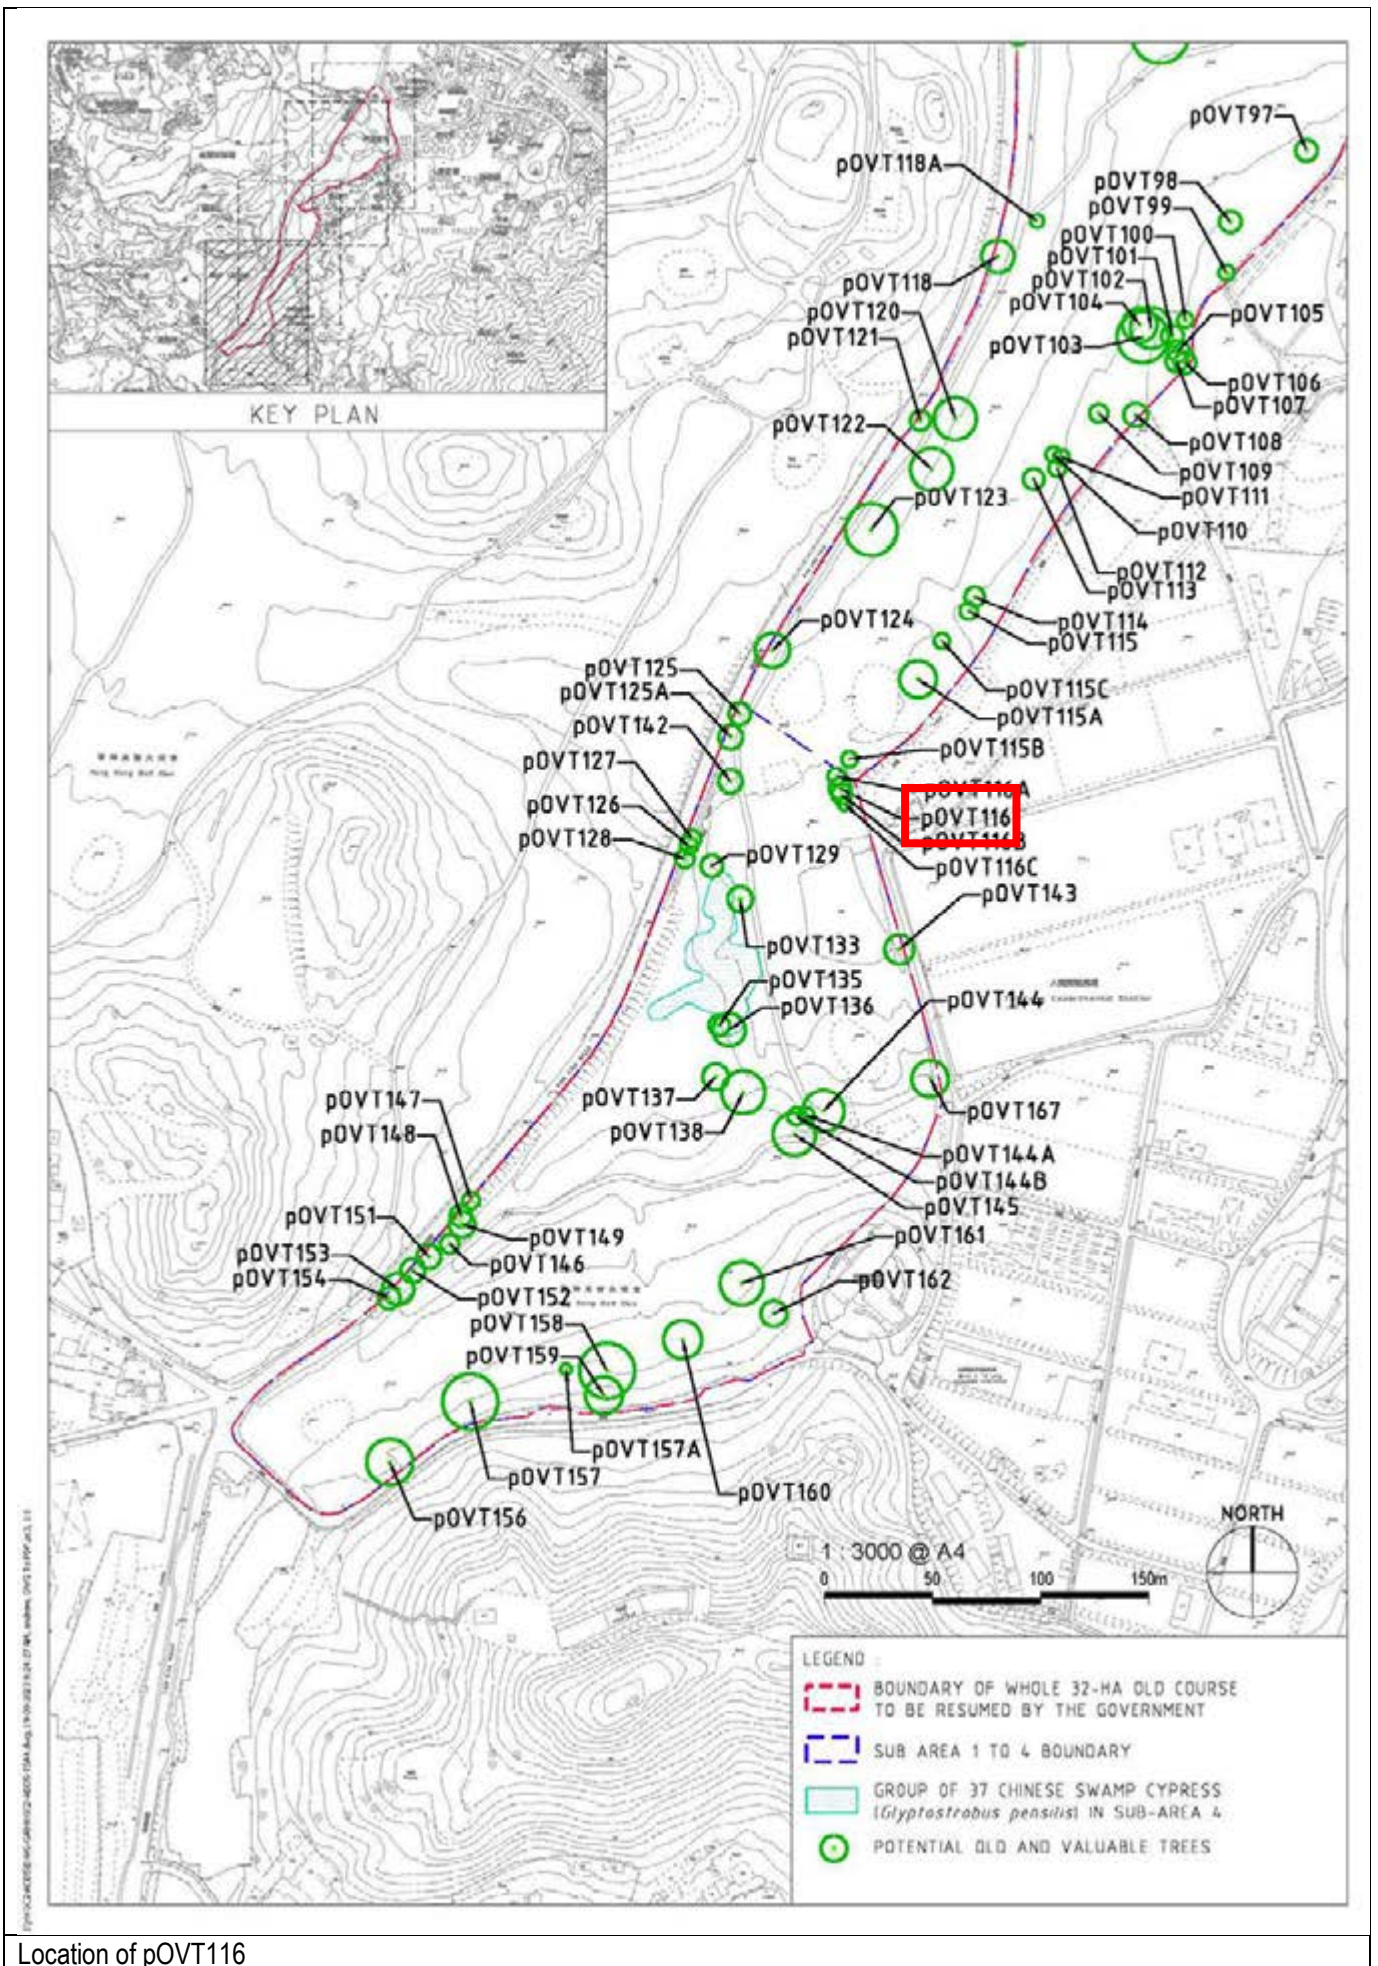 KEY PLAN
pOVT97
pOVT118A
pOVT98
pOVT99
pOVT100
pOVT101
pOVT102
pOVT118
pOVT104
pOVT105
pOVT120
pOVT121
pOVT103
pOVT106
pOVT107
pOVT122
pOVT108
pOVT109
pOVT123
pOVT111
pOVT110
pOVT112
pOVT113
pOVT124
pOVT114
pOVT115
pOVT125
pOVT125A
pOVT115C
pOVT142
pOVT115A
pOVT127
pOVT115B
pOVT116A
pOVT126
pOVT116
pOVT128
pOVT116B
pOVT129
pOVT116C
pOVT143
pOVT133
pOVT135
pOVT136
pOVT144
pOVT137
pOVT147
pOVT167
pOVT148
pOVT138
pOVT144A
pOVT144B
pOVT151
pOVT145
pOVT149
pOVT161
pOVT153
pOVT146
pOVT154
pOVT162
pOVT152
pOVT158
pOVT159
pOVT157A
pOVT157
pOVT160
pOVT156
NORTH
1 : 3000 @ A4
0 50 100 150m
LEGEND :
BOUNDARY OF WHOLE 32-HA OLD COURSE
TO BE RESUMED BY THE GOVERNMENT
SUB AREA 1 TO 4 BOUNDARY
GROUP OF 37 CHINESE SWAMP CYPRESS
(Glyptostrobus pensilis) IN SUB-AREA 4
POTENTIAL OLD AND VALUABLE TREES
Location of pOVT116